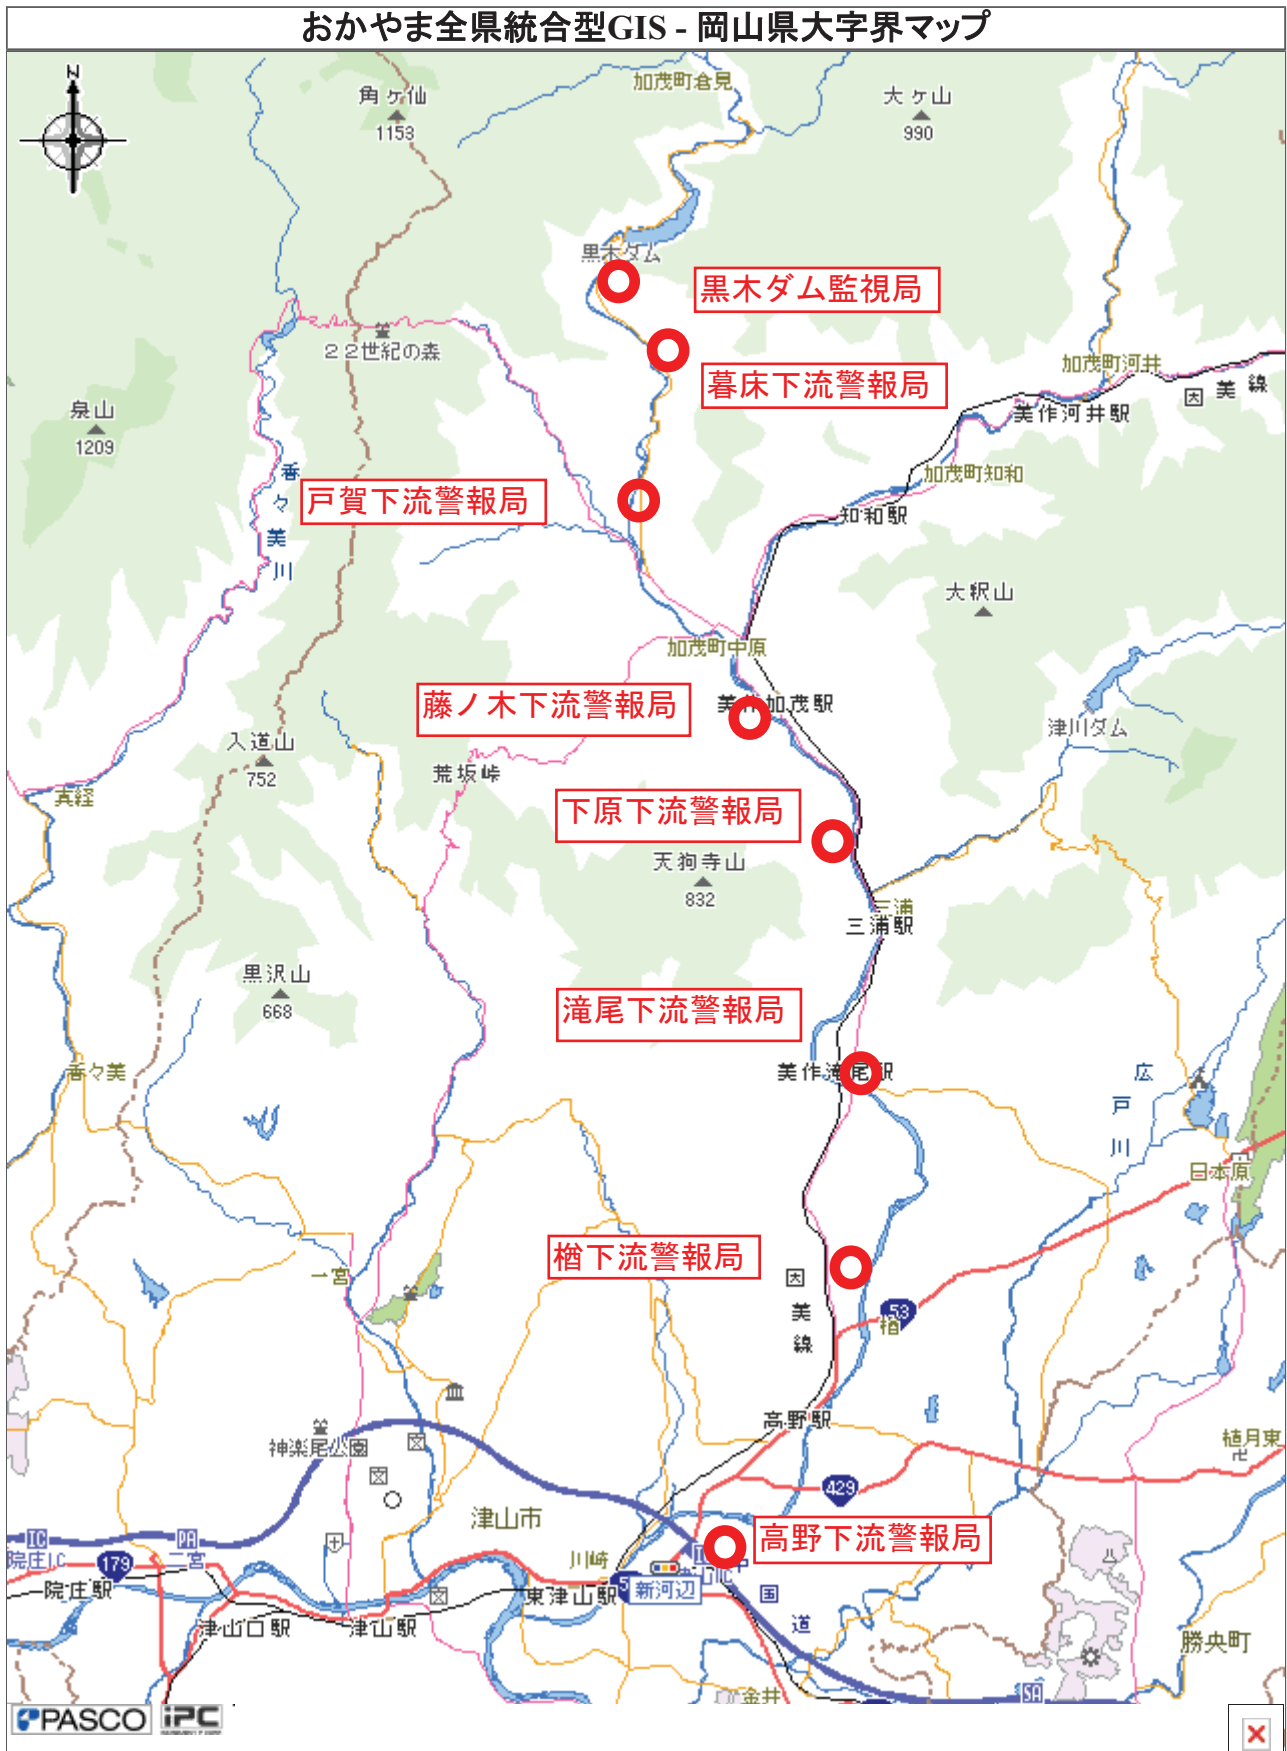 おかやま全県統合型GIS - 岡山県大字界マップ
N
角ヶ仙
1153
加茂町倉見
大ヶ山
990
黒木ダム
黒木ダム監視局
22世紀の森
暮床下流警報局
加茂町河井
因美線
美作河井駅
泉山
1209
香々美川
戸賀下流警報局
加茂町知和
知和駅
大釈山
加茂町中原
藤ノ木下流警報局
美作加茂駅
津川ダム
入道山
752
荒坂峠
真経
下原下流警報局
天狗寺山
832
三浦
三浦駅
黒沢山
668
滝尾下流警報局
香々美
美作滝尾駅
広戸川
日本原
楢下流警報局
一宮
因美線
53
楢
高野駅
神楽尾公園
植月東
429
津山市
高野下流警報局
IC
院庄IC
PA
二宮
179
川崎
院庄駅
東津山駅
新河辺
国道
津山口駅
津山駅
勝央町
金井
SA
PASCO
iPC